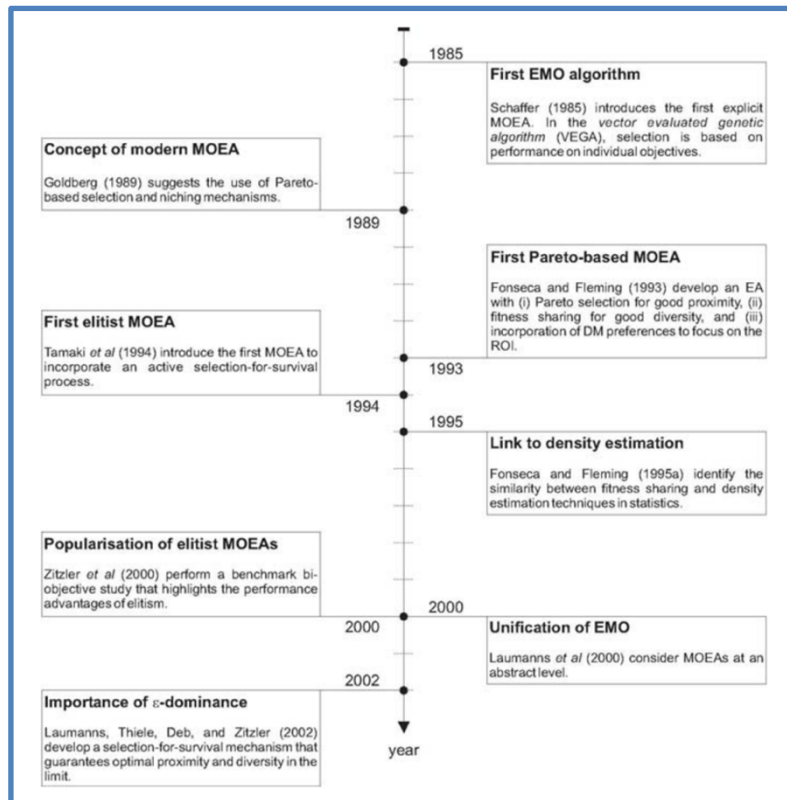 1985
First EMO algorithm
Schaffer (1985) introduces the first explicit
MOEA. In the vector evaluated genetic
algorithm (VEGA), selection is based on
performance on individual objectives.
Concept of modern MOEA
Goldberg (1989) suggests the use of Pareto-
based selection and niching mechanisms.
1989
First Pareto-based MOEA
Fonseca and Fleming (1993) develop an EA
with (i) Pareto selection for good proximity, (ii)
fitness sharing for good diversity, and (iii)
incorporation of DM preferences to focus on the
ROI.
1993
First elitist MOEA
Tamaki et al (1994) introduce the first MOEA to
incorporate an active selection-for-survival
process.
1994
1995
Link to density estimation
Fonseca and Fleming (1995a) identify the
similarity between fitness sharing and density
estimation techniques in statistics.
Popularisation of elitist MOEAs
Zitzler et al (2000) perform a benchmark bi-
objective study that highlights the performance
advantages of elitism.
2000
2000
Unification of EMO
Laumanns et al (2000) consider MOEAs at an
abstract level.
2002
Importance of ε-dominance
Laumanns, Thiele, Deb, and Zitzler (2002)
develop a selection-for-survival mechanism that
guarantees optimal proximity and diversity in the
limit.
year